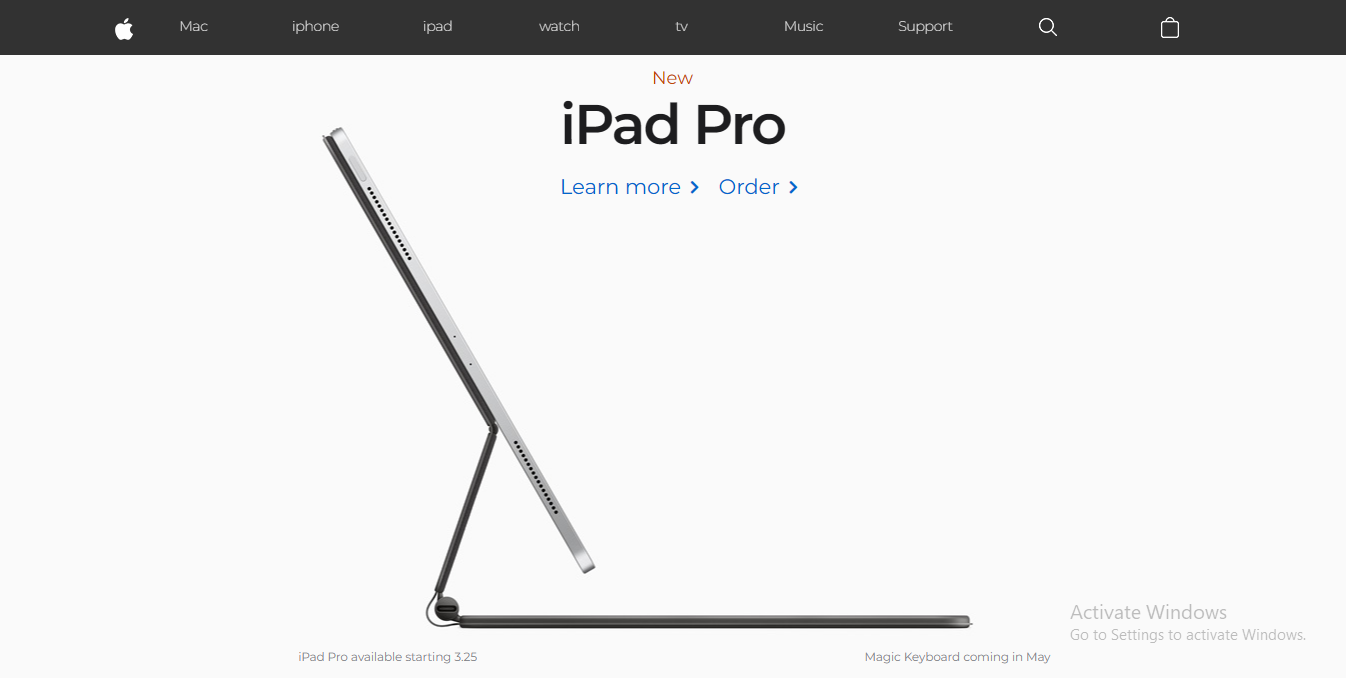 Mac iphone ipad watch tv Music Support
New
iPad Pro
Learn more Order
Activate Windows
Go to Settings to activate Windows.
iPad Pro available starting 3.25 Magic Keyboard coming in May